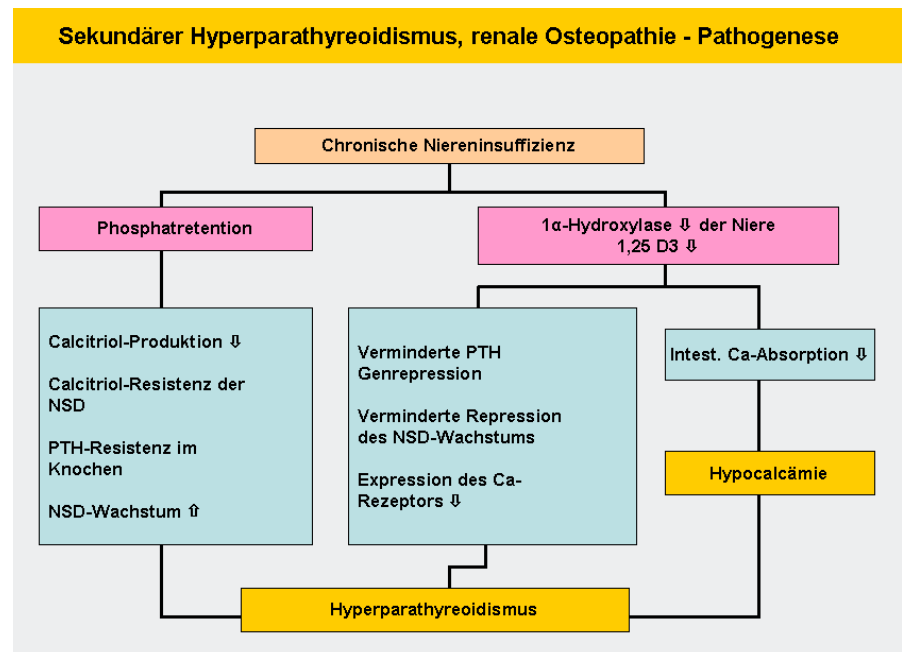 Sekundärer Hyperparathyreoidismus, renale Osteopathie - Pathogenese
Chronische Niereninsuffizienz
Phosphatretention
1α-Hydroxylase ⇩ der Niere
1,25 D3 ⇩
Calcitriol-Produktion ⇩
Calcitriol-Resistenz der
NSD
PTH-Resistenz im
Knochen
NSD-Wachstum ⇧
Verminderte PTH
Genrepression
Verminderte Repression
des NSD-Wachstums
Expression des Ca-
Rezeptors ⇩
Intest. Ca-Absorption ⇩
Hypocalcämie
Hyperparathyreoidismus